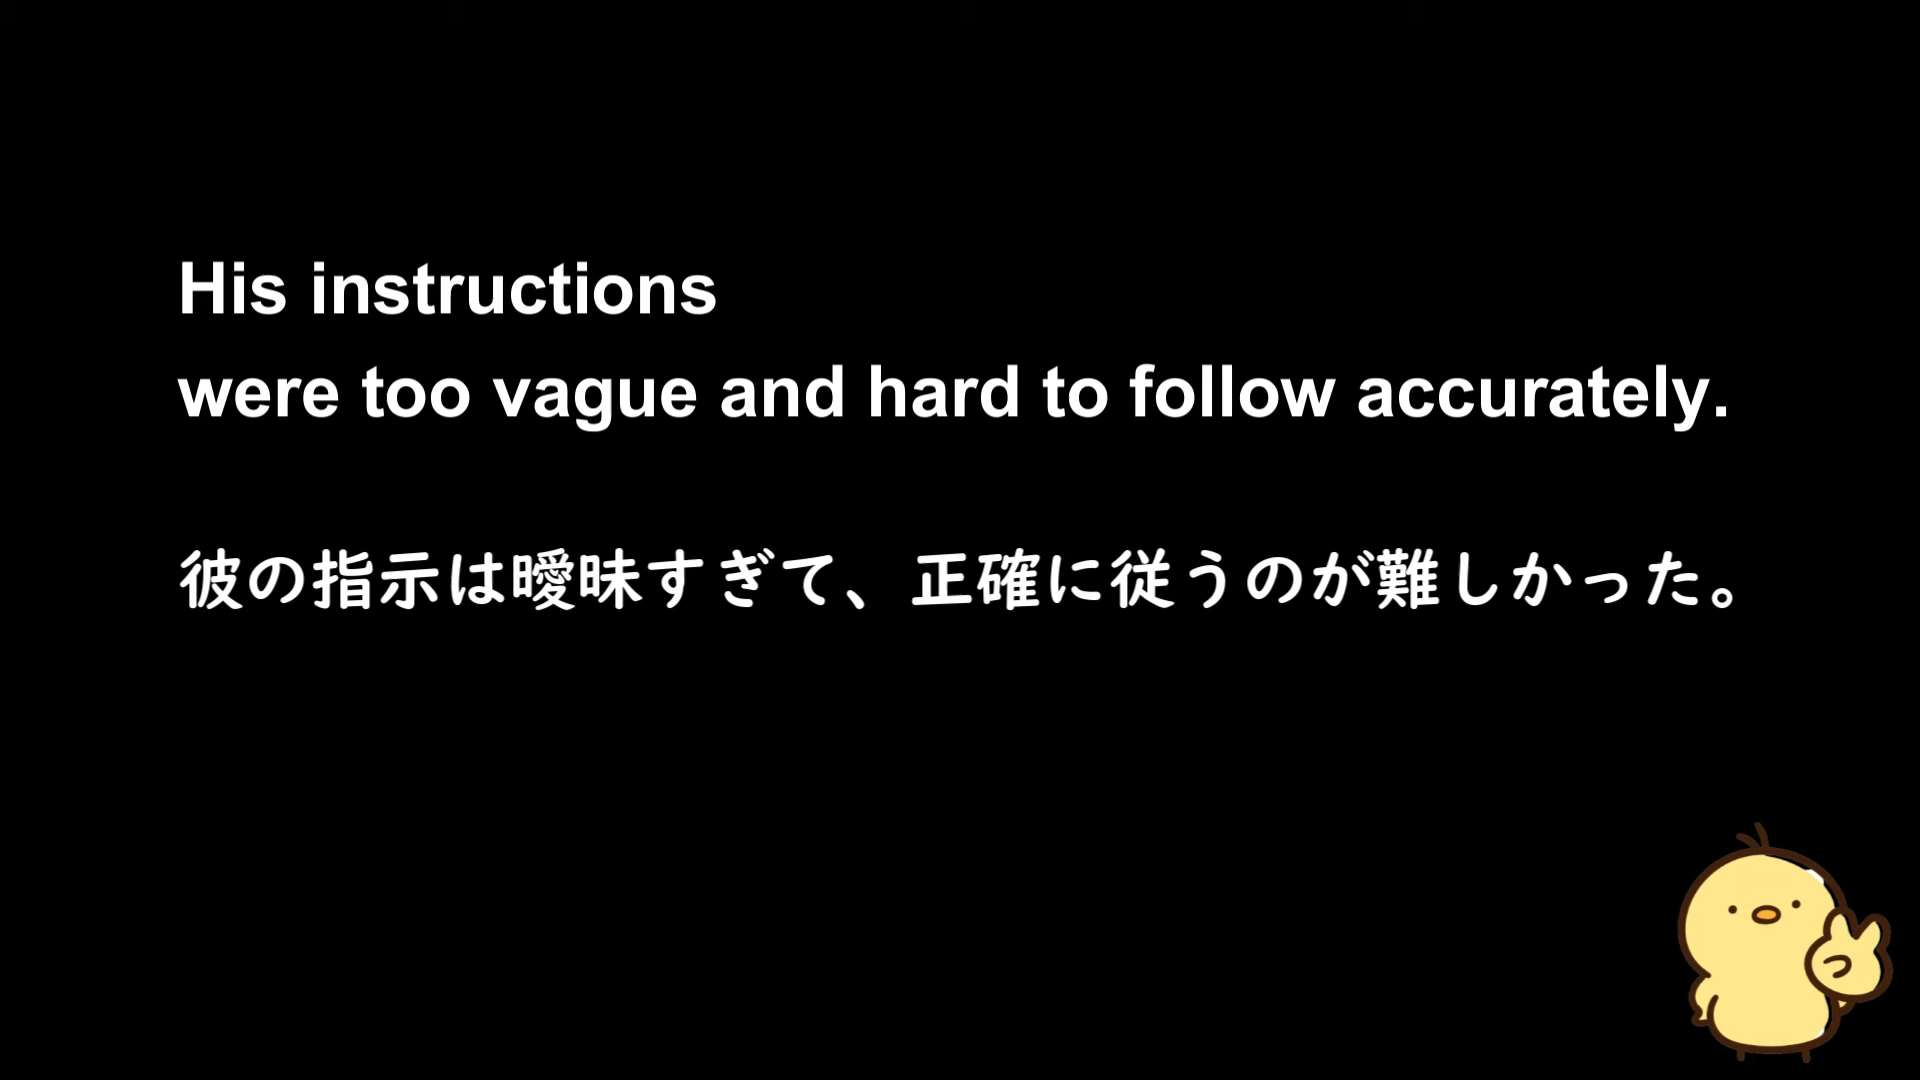 His instructions
were too vague and hard to follow accurately.
彼の指示は曖昧すぎて、正確に従うのが難しかった。